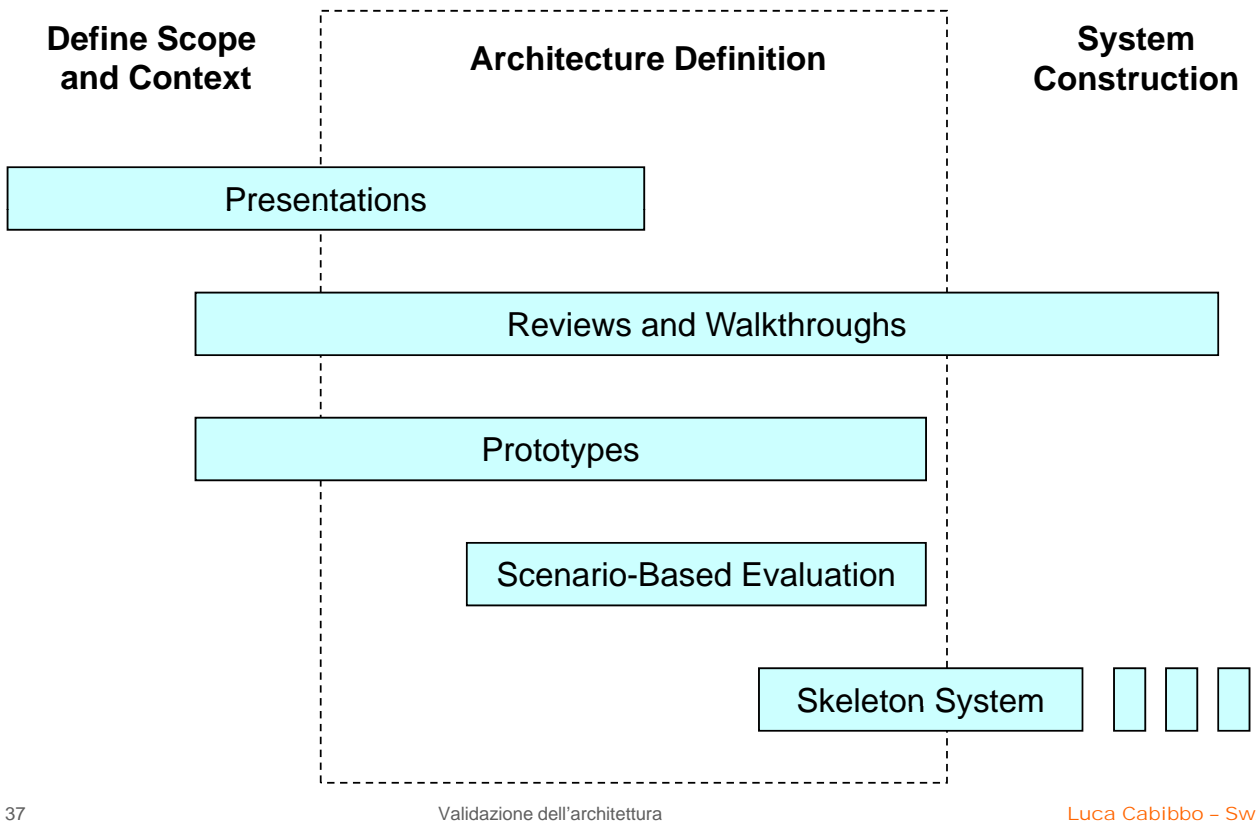 Define Scope
and Context
Architecture Definition
System
Construction
Presentations
Reviews and Walkthroughs
Prototypes
Scenario-Based Evaluation
Skeleton System
37
Validazione dell'architettura
Luca Cabibbo – Sw